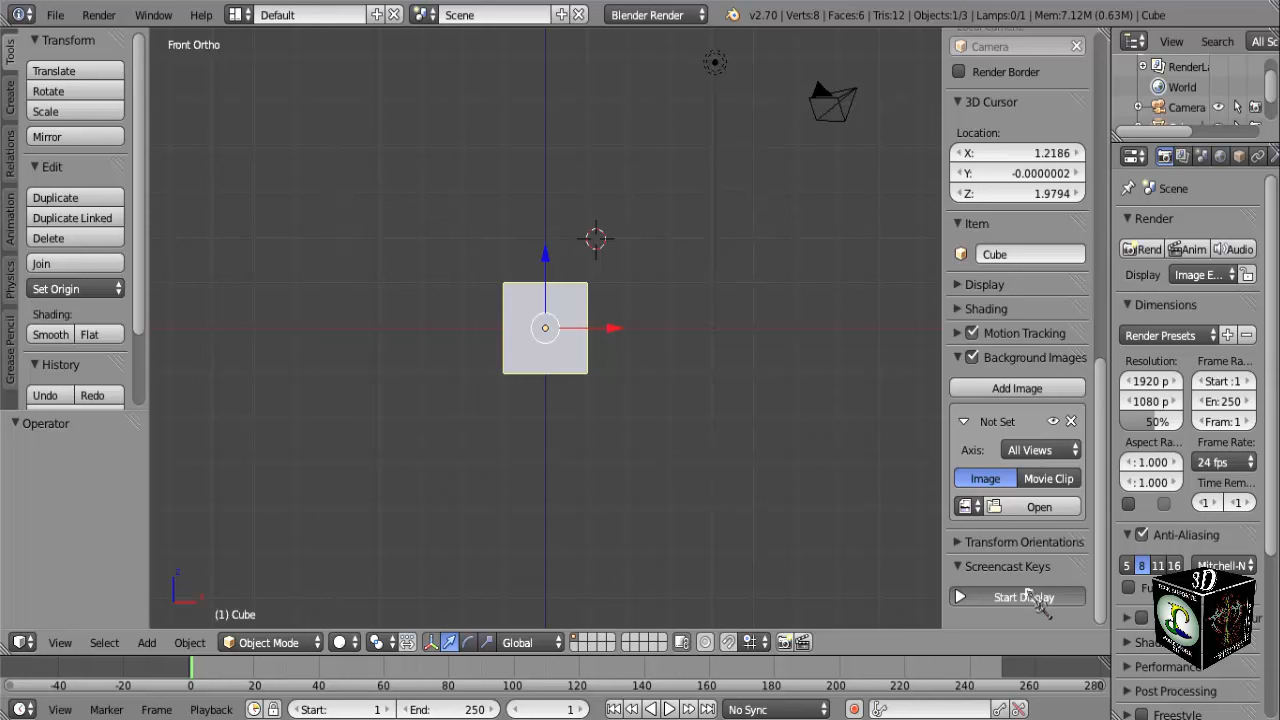 File Render Window Help Default Scene Blender Render v2.70 | Verts:8 | Faces:6 | Tris:12 | Objects:1/3 | Lamps:0/1 | Mem:7.12M (0.63M) | Cube
Tools
Create
Relations
Animation
Physics
Grease Pencil
Transform
Translate
Rotate
Scale
Mirror
Edit
Duplicate
Duplicate Linked
Delete
Join
Set Origin
Shading:
Smooth Flat
History
Undo Redo
Operator
Front Ortho
(1) Cube
Camera
Render Border
3D Cursor
Location:
X: 1.2186
Y: -0.0000002
Z: 1.9794
Item
Cube
Display
Shading
Motion Tracking
Background Images
Add Image
Not Set
Axis: All Views
Image Movie Clip
Open
Transform Orientations
Screencast Keys
Start Display
View Search All Sc
RenderLa
World
Camera
Scene
Render
Rend Anim Audio
Display Image E...
Dimensions
Render Presets
Resolution: Frame Ra...
1920 p Start :1
1080 p En: 250
50% Fram: 1
Aspect Ra... Frame Rate:
: 1.000 24 fps
: 1.000 Time Rem...
1 1
Anti-Aliasing
5 8 11 16 Mitchell-N
Performance
Post Processing
Freestyle
3D
View Select Add Object Object Mode Global
-40 -20 0 20 40 60 80 100 120 140 160 180 200 220 240 260 280
View Marker Frame Playback Start: 1 End: 250 1 No Sync